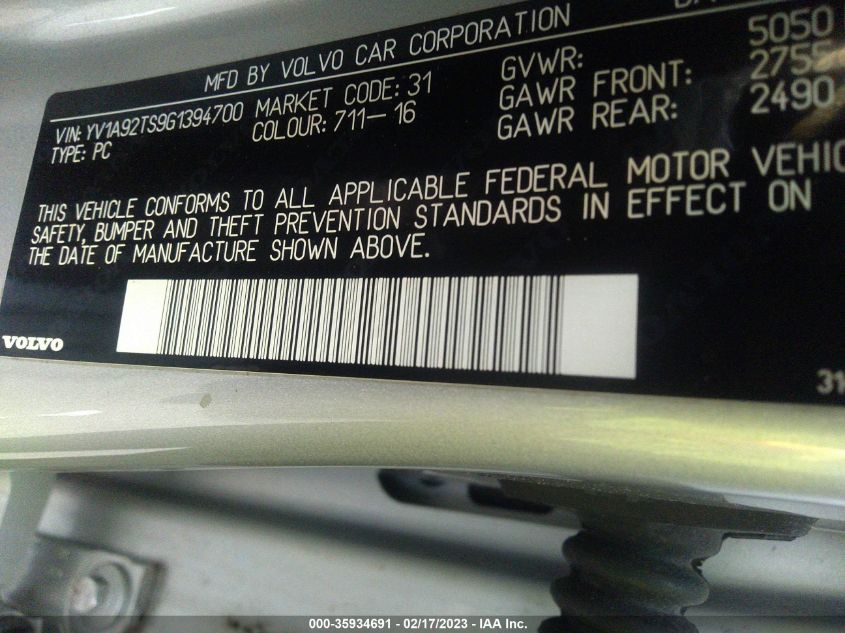 MFD BY VOLVO CAR CORPORATION
VIN: YV1A92TS9G1394700
TYPE: PC
MARKET CODE: 31
COLOUR: 711-16
GVWR: 5050
GAWR FRONT: 2755
GAWR REAR: 2490
THIS VEHICLE CONFORMS TO ALL APPLICABLE FEDERAL MOTOR VEHIC
SAFETY, BUMPER AND THEFT PREVENTION STANDARDS IN EFFECT ON
THE DATE OF MANUFACTURE SHOWN ABOVE.
VOLVO
000-35934691 - 02/17/2023 - IAA Inc.